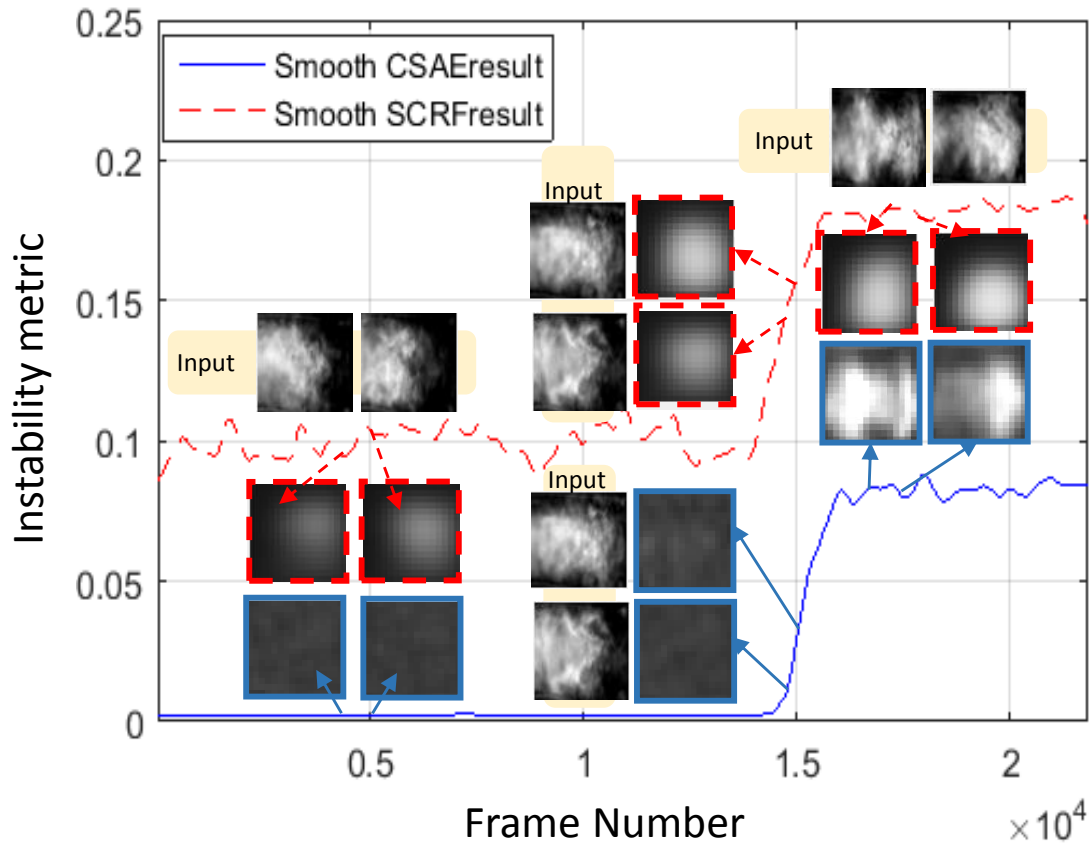 0.25
Smooth CSAEresult
Smooth SCRFresult
Input
0.2
Input
Instability metric
0.15
Input
0.1
Input
0.05
0
0.5
1
1.5
2
Frame Number
×10⁴